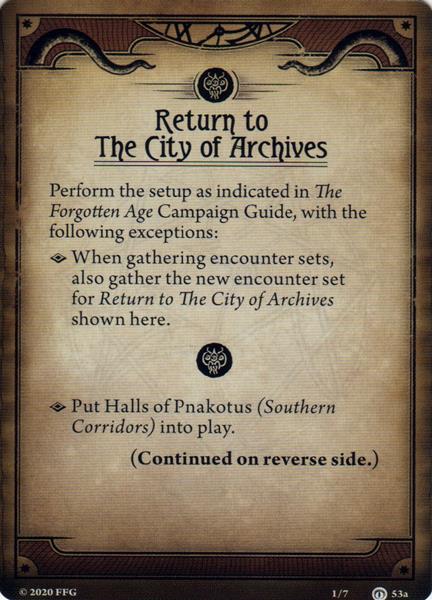 Return to
The City of Archives
Perform the setup as indicated in The
Forgotten Age Campaign Guide, with the
following exceptions:
When gathering encounter sets,
also gather the new encounter set
for Return to The City of Archives
shown here.
Put Halls of Pnakotus (Southern
Corridors) into play.
(Continued on reverse side.)
© 2020 FFG
1/7
53a